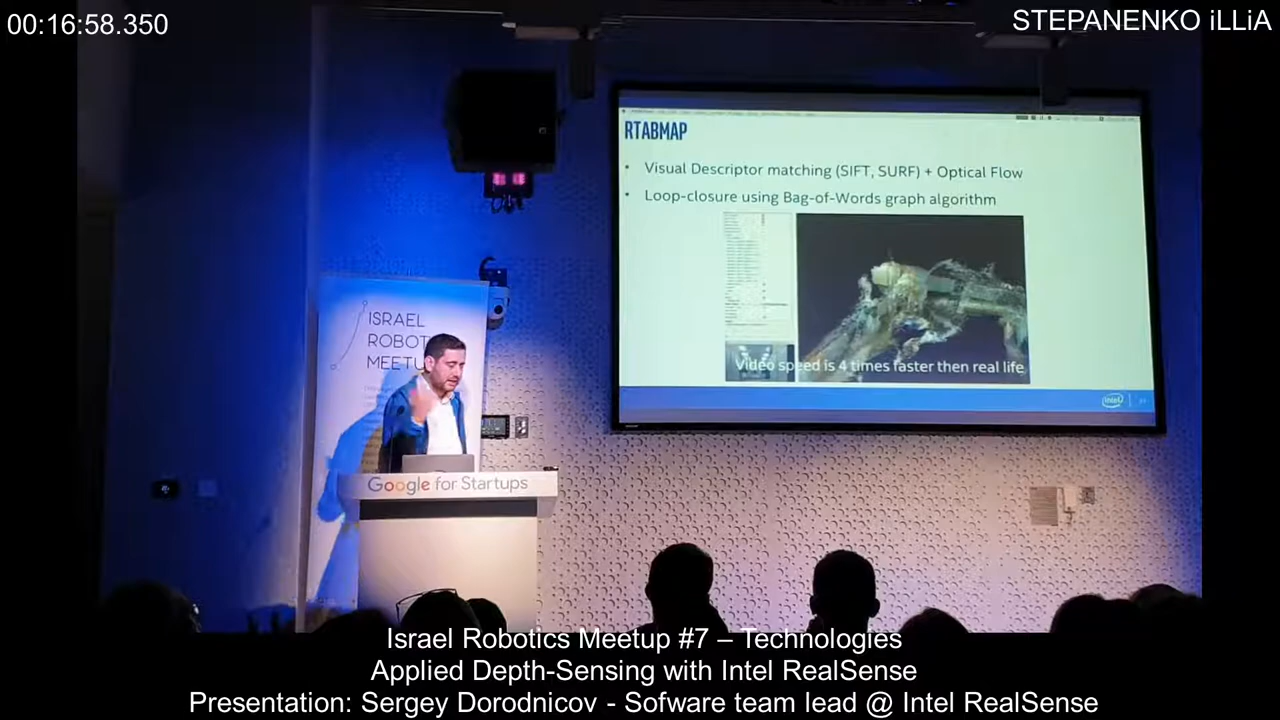 00:16:58.350
STEPANENKO iLLiA
RTABMAP
• Visual Descriptor matching (SIFT, SURF) + Optical Flow
• Loop-closure using Bag-of-Words graph algorithm
Video speed is 4 times faster then real life
intel
ISRAEL
ROBOT
MEETU
Google for Startups
Israel Robotics Meetup #7 – Technologies
Applied Depth-Sensing with Intel RealSense
Presentation: Sergey Dorodnicov - Sofware team lead @ Intel RealSense